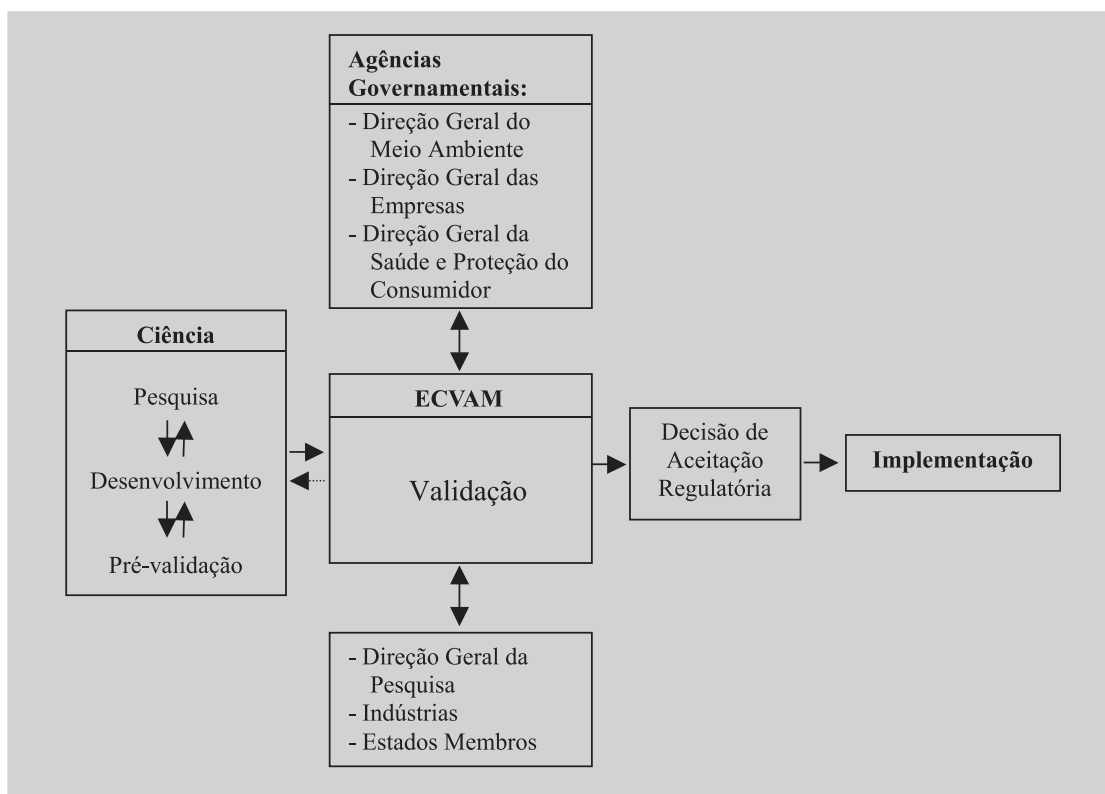 Agências
Governamentais:
- Direção Geral do
Meio Ambiente
- Direção Geral das
Empresas
- Direção Geral da
Saúde e Proteção do
Consumidor
Ciência
Pesquisa
Desenvolvimento
Pré-validação
ECVAM
Validação
Decisão de
Aceitação
Regulatória
Implementação
- Direção Geral da
Pesquisa
- Indústrias
- Estados Membros